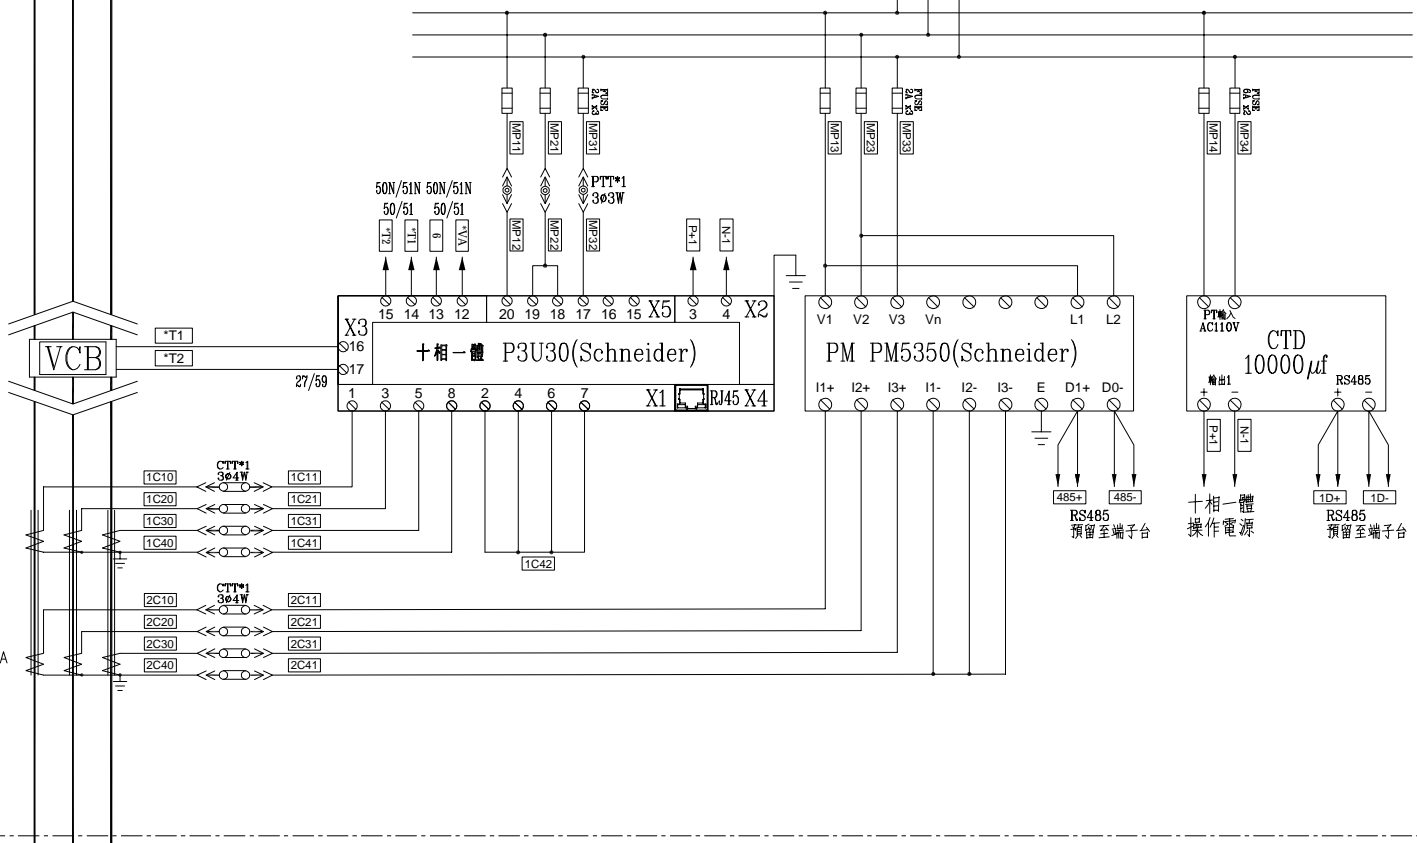 FUSE
2A x3
FUSE
2A x3
FUSE
6A x2
MP11
MP21
MP31
MP13
MP23
MP33
MP14
MP34
PTT*1
3ø3W
50N/51N 50N/51N
50/51 50/51
*T2
*T1
6
*VA
MP12
MP22
MP32
P+1
N-1
15 14 13 12 20 19 18 17 16 15 3 4
X3
X5
X2
16
17
十相一體 P3U30(Schneider)
27/59
1 3 5 8 2 4 6 7
X1
RJ45
X4
VCB
*T1
*T2
V1 V2 V3 Vn L1 L2
PM PM5350(Schneider)
I1+ I2+ I3+ I1- I2- I3- E D1+ D0-
PT輸入
AC110V
CTD
10000µf
輸出1
RS485
+ − + −
485+
485-
RS485
預留至端子台
P+1
N-1
十相一體
操作電源
1D+
1D-
RS485
預留至端子台
CTT*1
3ø4W
1C10
1C11
1C20
1C21
1C30
1C31
1C40
1C41
1C42
CTT*1
3ø4W
2C10
2C11
2C20
2C21
2C30
2C31
2C40
2C41
A